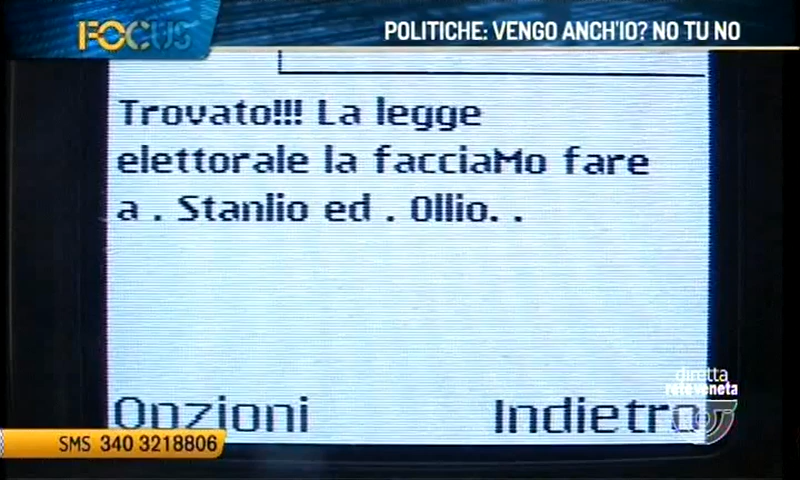 FOCUS
POLITICHE: VENGO ANCH'IO? NO TU NO
Trovato!!! La legge
elettorale la facciaMo fare
a . Stanlio ed . Ollio. .
Opzioni
Indietro
diretta
reteveneta
SMS 340 3218806